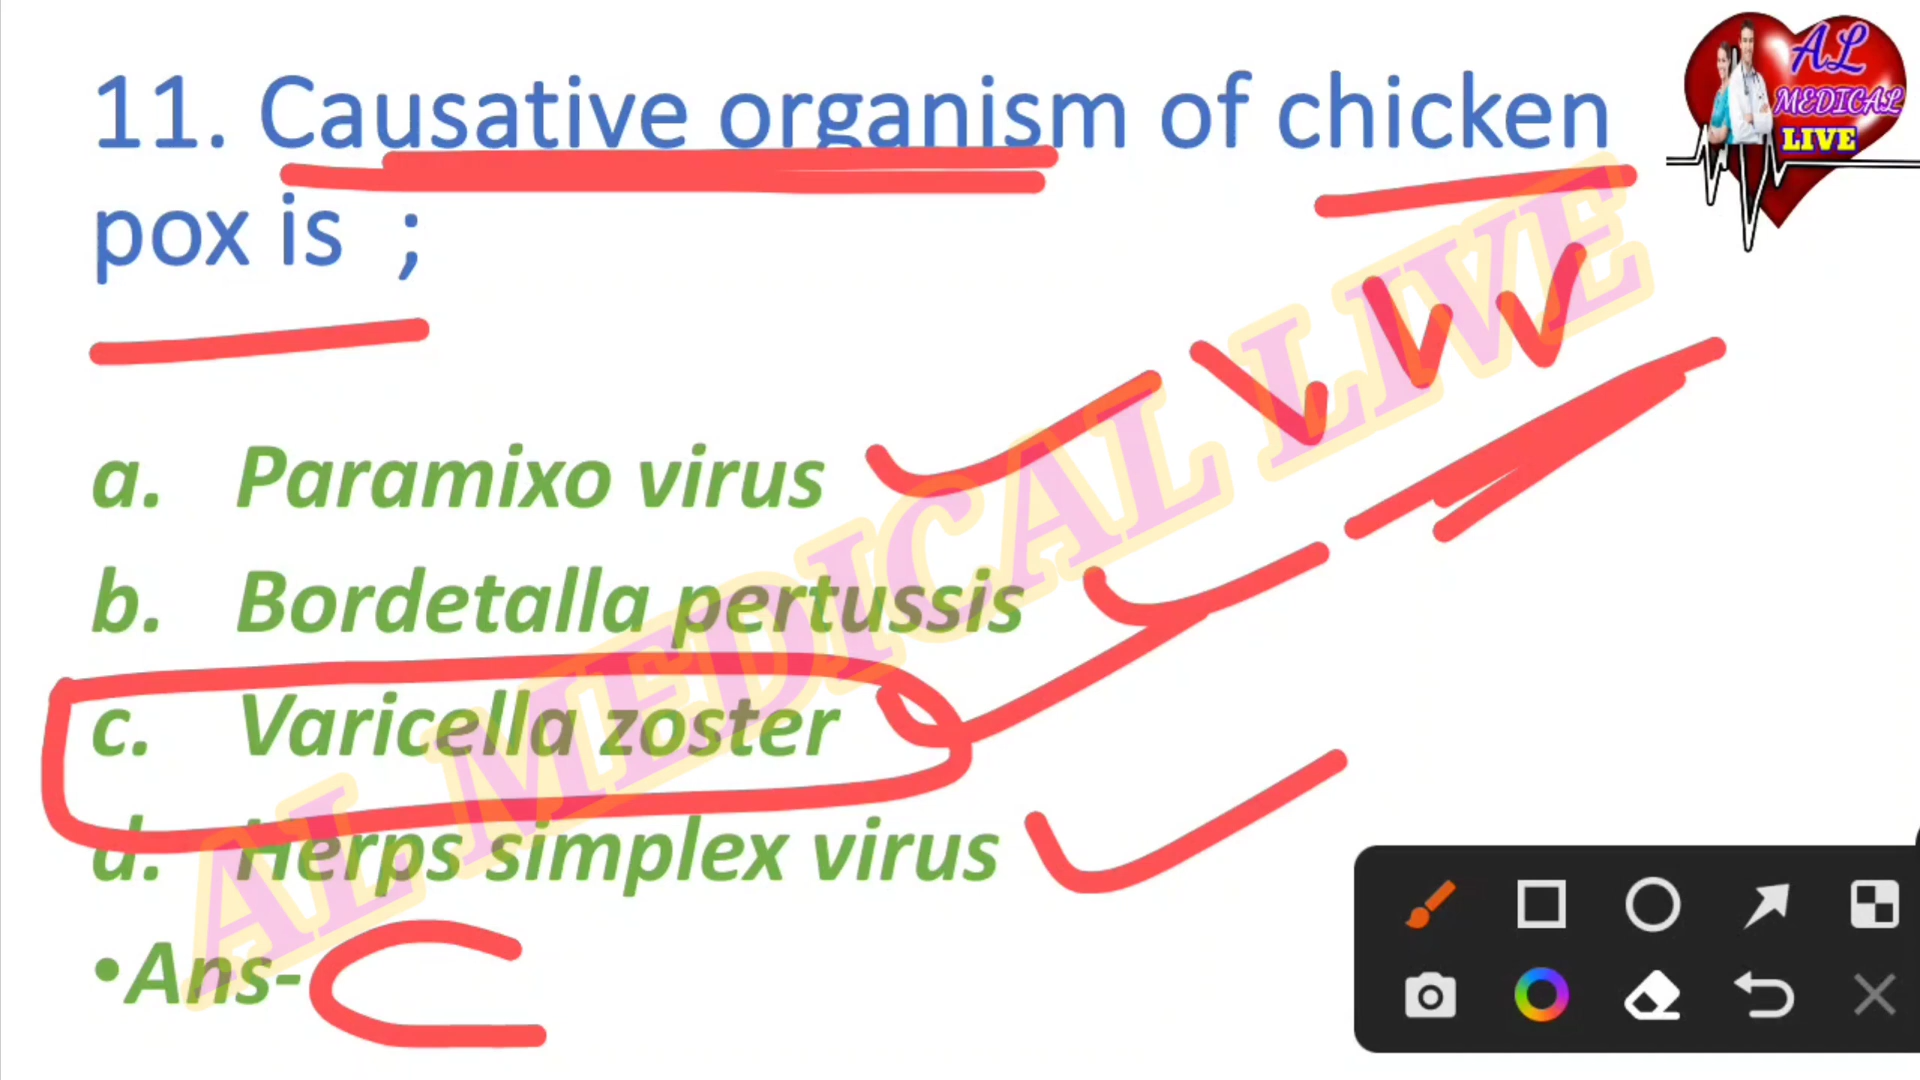 11. Causative organism of chicken
pox is ;
AL
MEDICAL
LIVE
a. Paramixo virus
b. Bordetalla pertussis
c. Varicella zoster
d. Herps simplex virus
•Ans- C
AL MEDICAL LIVE